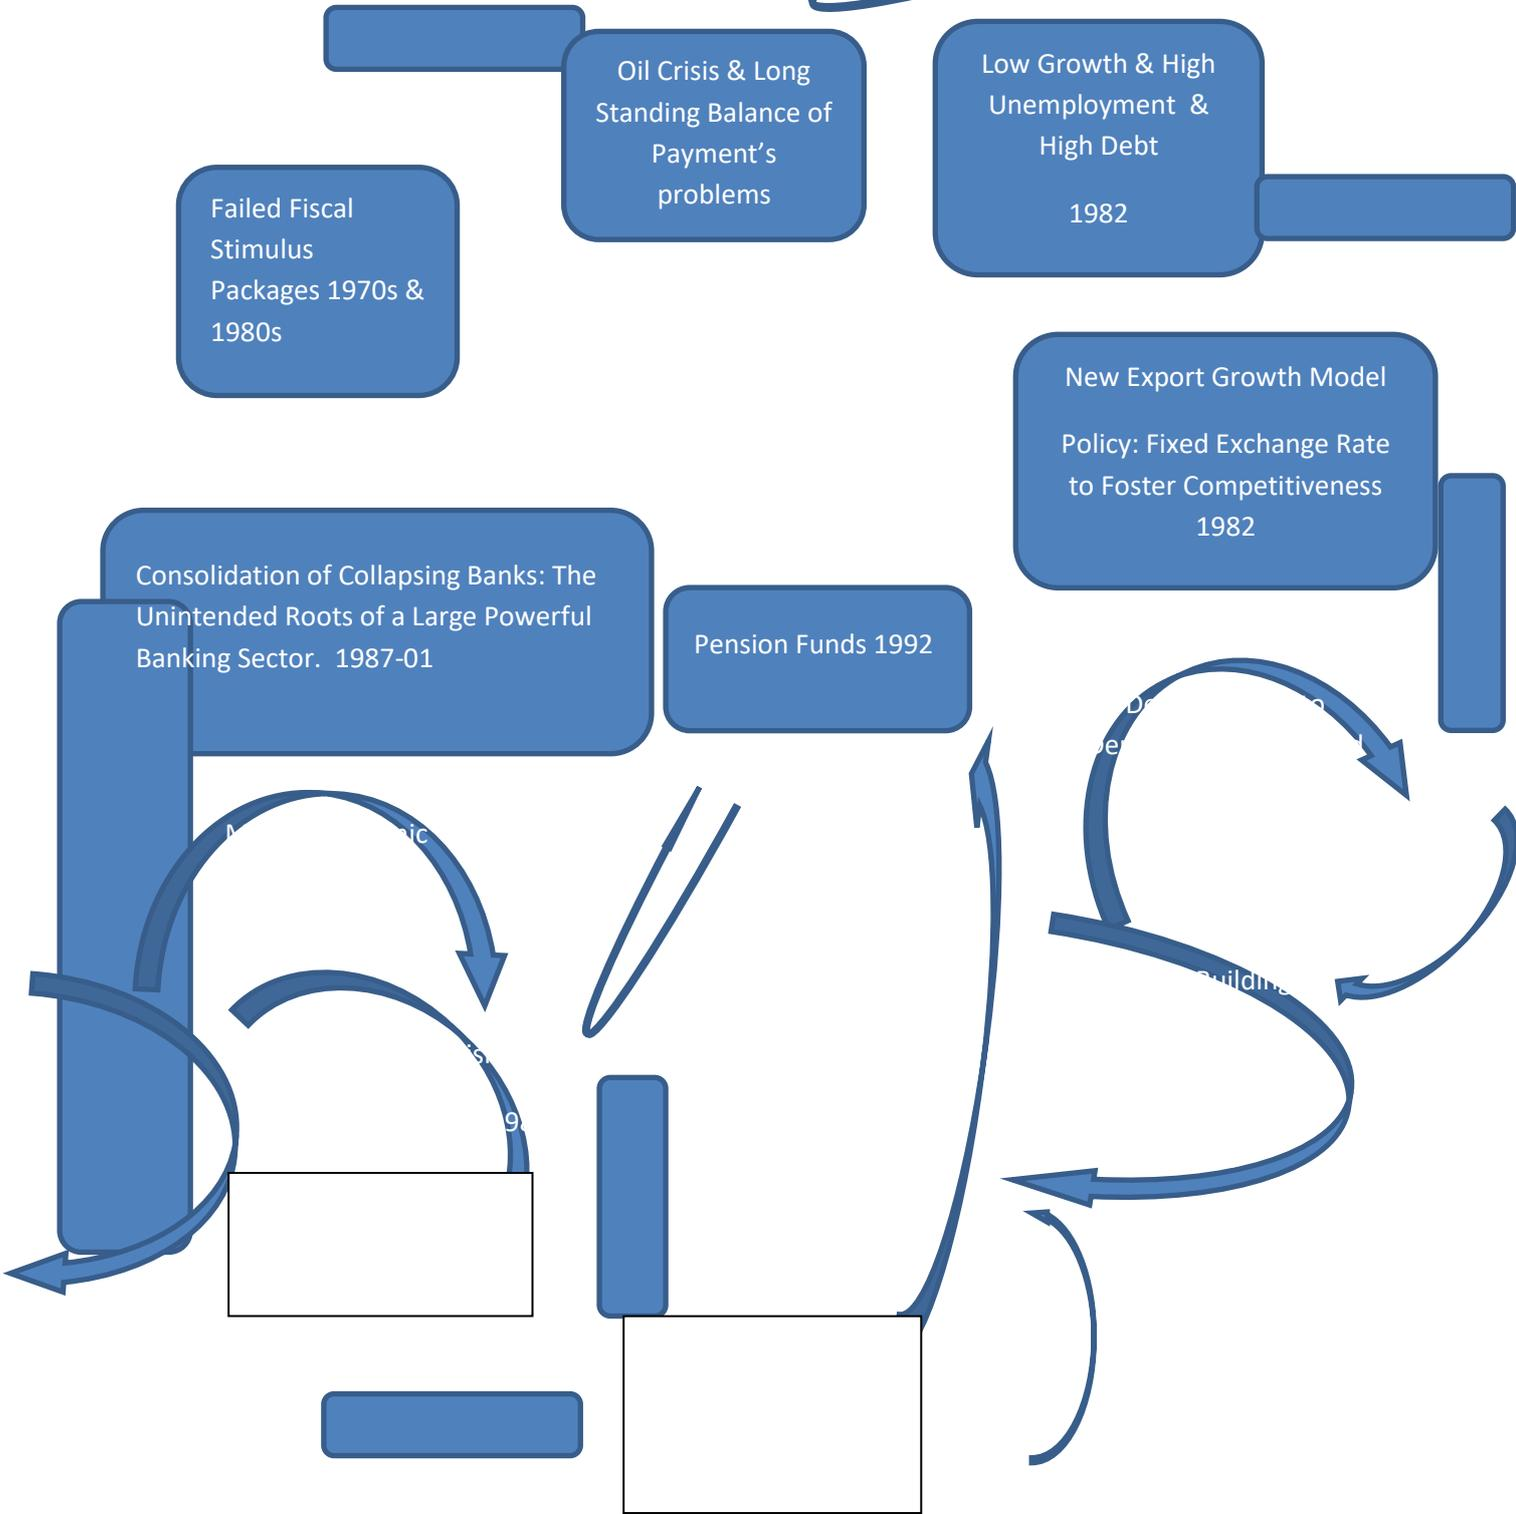 Oil Crisis & Long
Standing Balance of
Payment’s
problems
Low Growth & High
Unemployment &
High Debt
1982
Failed Fiscal
Stimulus
Packages 1970s &
1980s
New Export Growth Model
Policy: Fixed Exchange Rate
to Foster Competitiveness
1982
Consolidation of Collapsing Banks: The
Unintended Roots of a Large Powerful
Banking Sector. 1987-01
Pension Funds 1992
to
Building